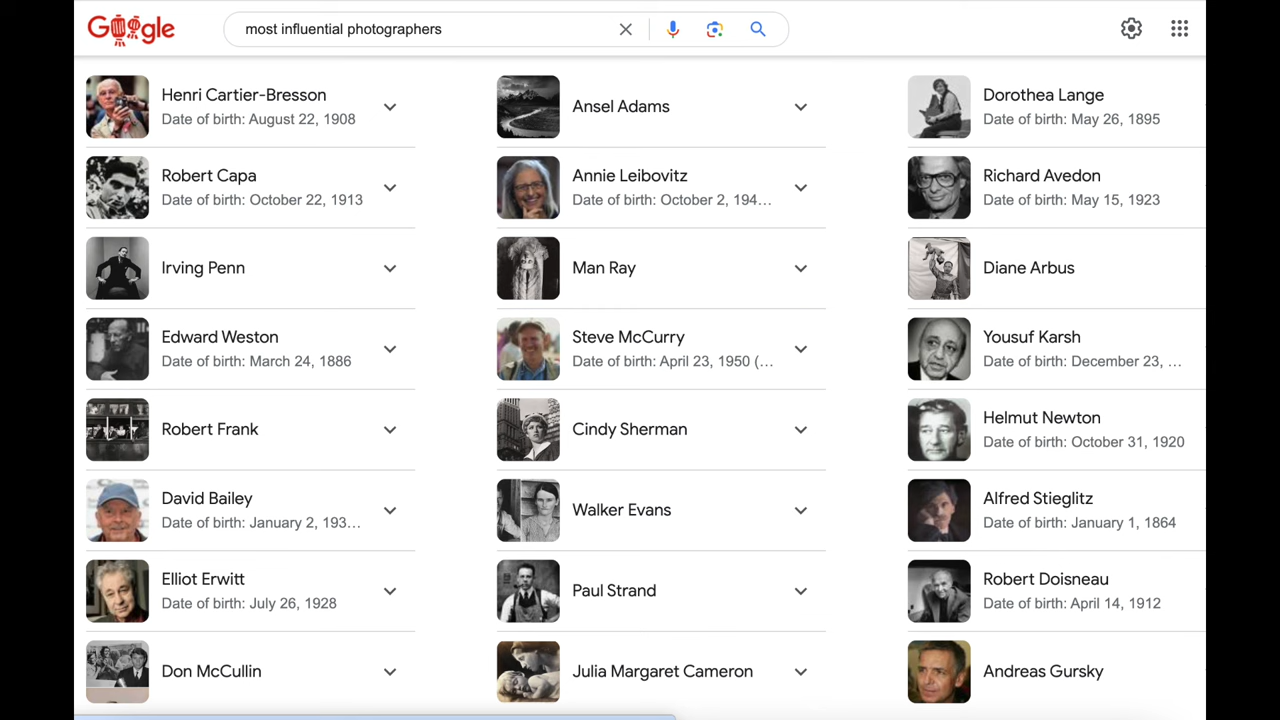 Google
most influential photographers
Henri Cartier-Bresson
Date of birth: August 22, 1908
Ansel Adams
Dorothea Lange
Date of birth: May 26, 1895
Robert Capa
Date of birth: October 22, 1913
Annie Leibovitz
Date of birth: October 2, 194...
Richard Avedon
Date of birth: May 15, 1923
Irving Penn
Man Ray
Diane Arbus
Edward Weston
Date of birth: March 24, 1886
Steve McCurry
Date of birth: April 23, 1950 (...
Yousuf Karsh
Date of birth: December 23, ...
Robert Frank
Cindy Sherman
Helmut Newton
Date of birth: October 31, 1920
David Bailey
Date of birth: January 2, 193...
Walker Evans
Alfred Stieglitz
Date of birth: January 1, 1864
Elliot Erwitt
Date of birth: July 26, 1928
Paul Strand
Robert Doisneau
Date of birth: April 14, 1912
Don McCullin
Julia Margaret Cameron
Andreas Gursky